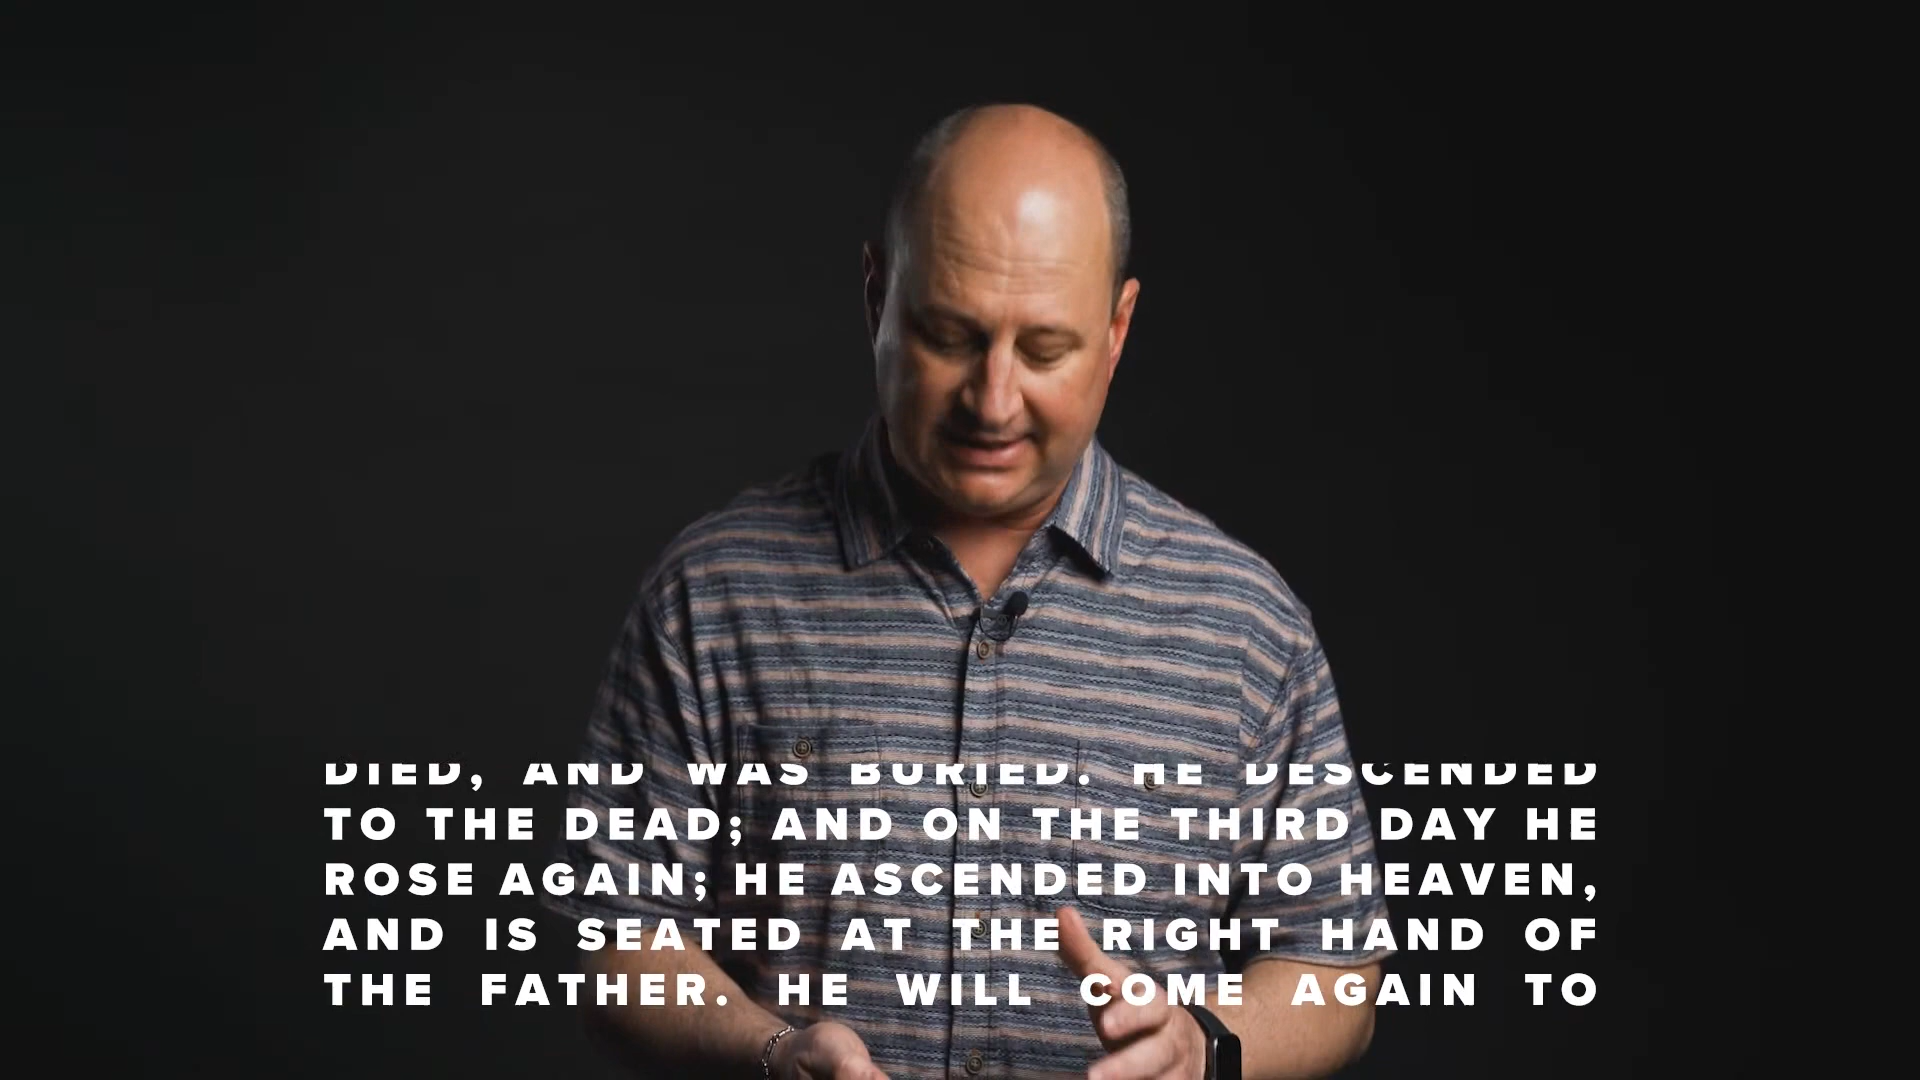 DIED, AND WAS BURIED. HE DESCENDED
TO THE DEAD; AND ON THE THIRD DAY HE
ROSE AGAIN; HE ASCENDED INTO HEAVEN,
AND IS SEATED AT THE RIGHT HAND OF
THE FATHER. HE WILL COME AGAIN TO